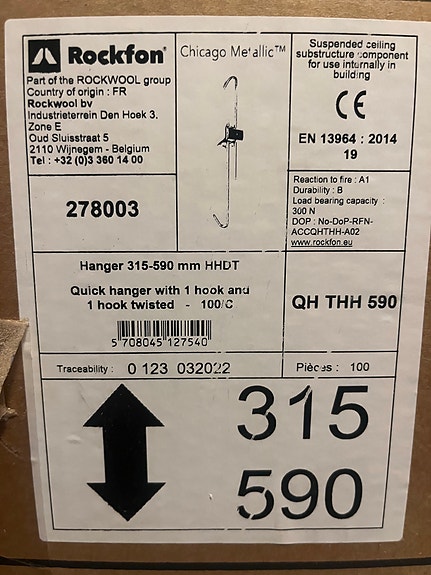 Rockfon®
Part of the ROCKWOOL group
Country of origin : FR
Rockwool bv
Industrieterrein Den Hoek 3,
Zone E
Oud Sluisstraat 5
2110 Wijnegem - Belgium
Tel : +32 (0)3 360 14 00
Chicago Metallic™
Suspended ceiling
substructure component
for use internally in
building
CE
EN 13964 : 2014
19
278003
Reaction to fire : A1
Durability : B
Load bearing capacity :
300 N
DOP : No-DoP-RFN-
ACCQHTHH-A02
www.rockfon.eu
Hanger 315-590 mm HHDT
Quick hanger with 1 hook and
1 hook twisted - 100/C
5 708045 127540
QH THH 590
Traceability : 0 123 032022
Pièces : 100
315
590